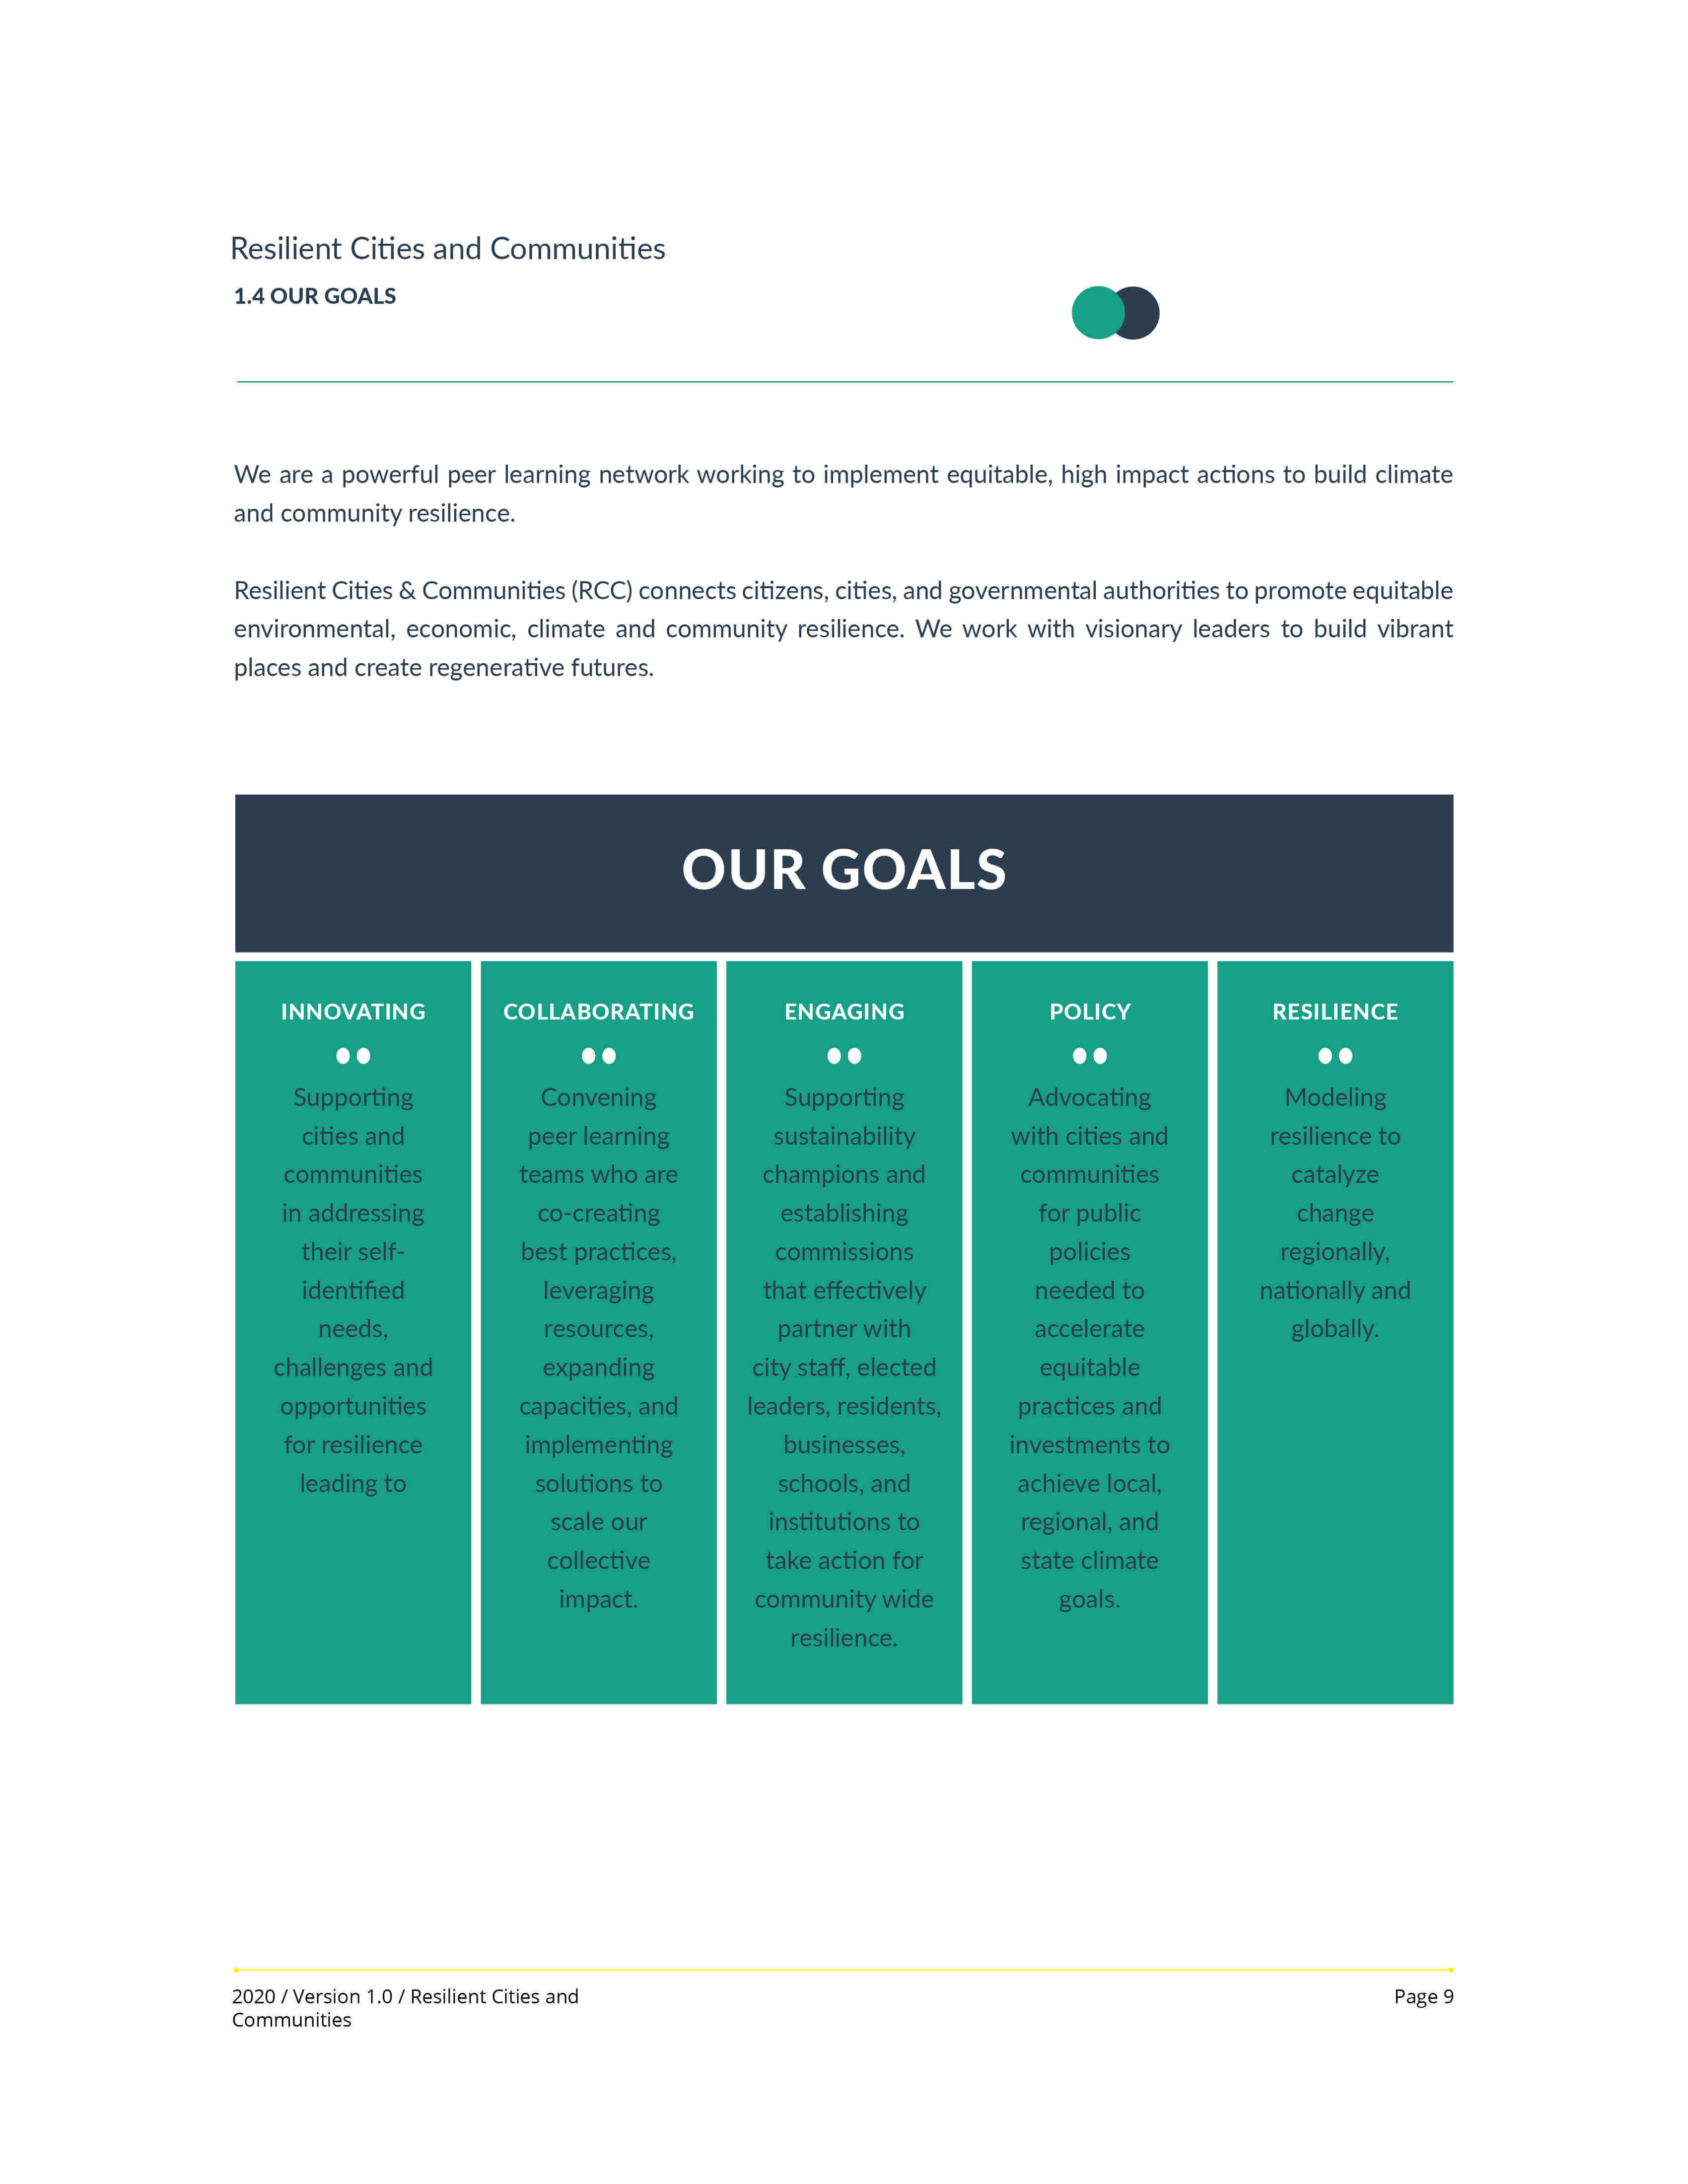 Resilient Cities and Communities
1.4 OUR GOALS
We are a powerful peer learning network working to implement equitable, high impact actions to build climate
and community resilience.
Resilient Cities & Communities (RCC) connects citizens, cities, and governmental authorities to promote equitable
environmental, economic, climate and community resilience. We work with visionary leaders to build vibrant
places and create regenerative futures.
OUR GOALS
INNOVATING
Supporting
cities and
communities
in addressing
their self-
identified
needs,
challenges and
opportunities
for resilience
leading to
COLLABORATING
Convening
peer learning
teams who are
co-creating
best practices,
leveraging
resources,
expanding
capacities, and
implementing
solutions to
scale our
collective
impact.
ENGAGING
Supporting
sustainability
champions and
establishing
commissions
that effectively
partner with
city staff, elected
leaders, residents,
businesses,
schools, and
institutions to
take action for
community wide
resilience.
POLICY
Advocating
with cities and
communities
for public
policies
needed to
accelerate
equitable
practices and
investments to
achieve local,
regional, and
state climate
goals.
RESILIENCE
Modeling
resilience to
catalyze
change
regionally,
nationally and
globally.
2020 / Version 1.0 / Resilient Cities and
Communities
Page 9